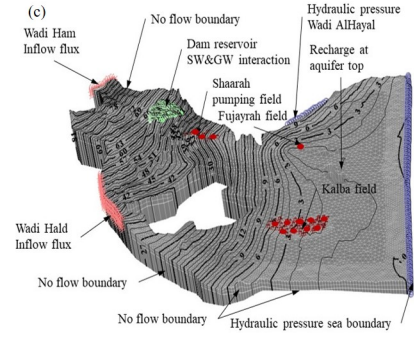 (c)
No flow boundary
Hydraulic pressure
Wadi AlHayal
Wadi Ham
Inflow flux
Dam reservoir
SW&GW interaction
Recharge at
aquifer top
Shaarah
pumping field
Fujayrah field
Kalba field
Wadi Hald
Inflow flux
No flow boundary
No flow boundary
Hydraulic pressure sea boundary